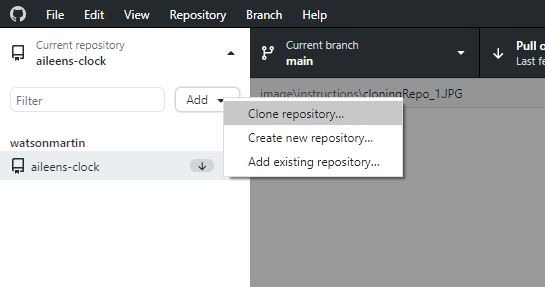 File Edit View Repository Branch Help
Current repository
aileens-clock
Current branch
main
Pull o
Last fe
Filter
Add
image\instructions\cloningRepo_1.JPG
Clone repository...
Create new repository...
Add existing repository...
watsonmartin
aileens-clock